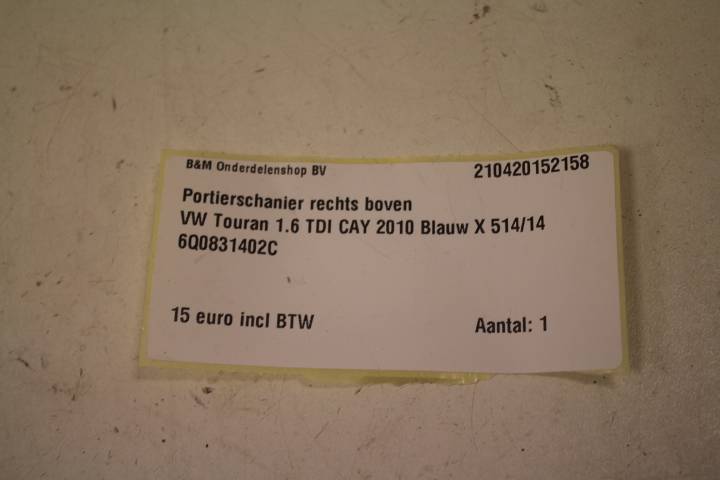 B&M Onderdelenshop BV 210420152158
Portierschanier rechts boven
VW Touran 1.6 TDI CAY 2010 Blauw X 514/14
6Q0831402C
15 euro incl BTW Aantal: 1